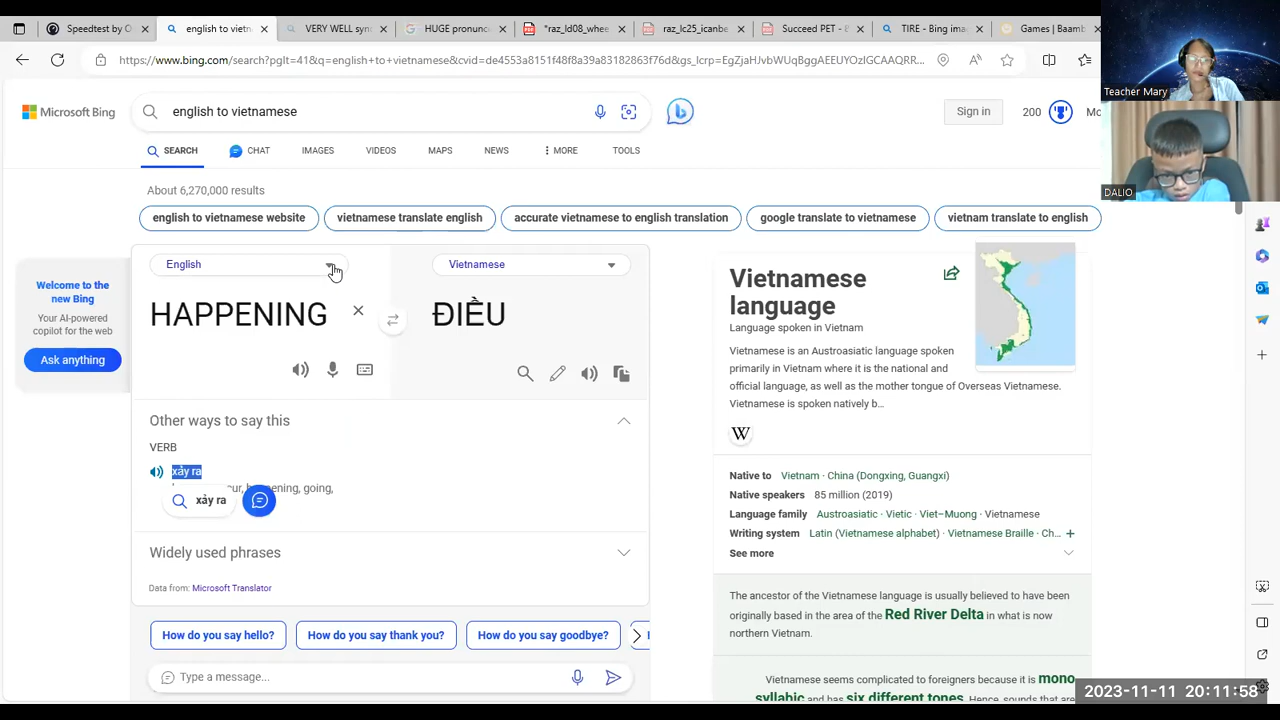 Speedtest by O
english to vietnam
VERY WELL sync
HUGE pronunc
*raz_ld08_whee
raz_lc25_icanbe
Succeed PET - 8
TIRE - Bing ima
Games | Baamb
https://www.bing.com/search?pglt=41&q=english+to+vietnamese&cvid=de4553a8151f48f8a39a83182863f76d&gs_lcrp=EgZjaHJvbWUqBggAEEUYOzIGCAAQRR...
Microsoft Bing
english to vietnamese
Sign in
200
Mo
SEARCH
CHAT
IMAGES
VIDEOS
MAPS
NEWS
MORE
TOOLS
About 6,270,000 results
english to vietnamese website
vietnamese translate english
accurate vietnamese to english translation
google translate to vietnamese
vietnam translate to english
Welcome to the
new Bing
Your AI-powered
copilot for the web
Ask anything
English
Vietnamese
HAPPENING
ĐIỀU
Other ways to say this
VERB
xảy ra
happening, going,
xảy ra
Widely used phrases
Data from: Microsoft Translator
How do you say hello?
How do you say thank you?
How do you say goodbye?
Type a message...
Vietnamese
language
Language spoken in Vietnam
Vietnamese is an Austroasiatic language spoken
primarily in Vietnam where it is the national and
official language, as well as the mother tongue of Overseas Vietnamese.
Vietnamese is spoken natively b...
W
Native to Vietnam · China (Dongxing, Guangxi)
Native speakers 85 million (2019)
Language family Austroasiatic · Vietic · Viet–Muong · Vietnamese
Writing system Latin (Vietnamese alphabet) · Vietnamese Braille · Ch...
See more
The ancestor of the Vietnamese language is usually believed to have been
originally based in the area of the Red River Delta in what is now
northern Vietnam.
Vietnamese seems complicated to foreigners because it is mono
syllabic and has six different tones. Hence, sounds that are
Teacher Mary
DALIO
2023-11-11 20:11:58